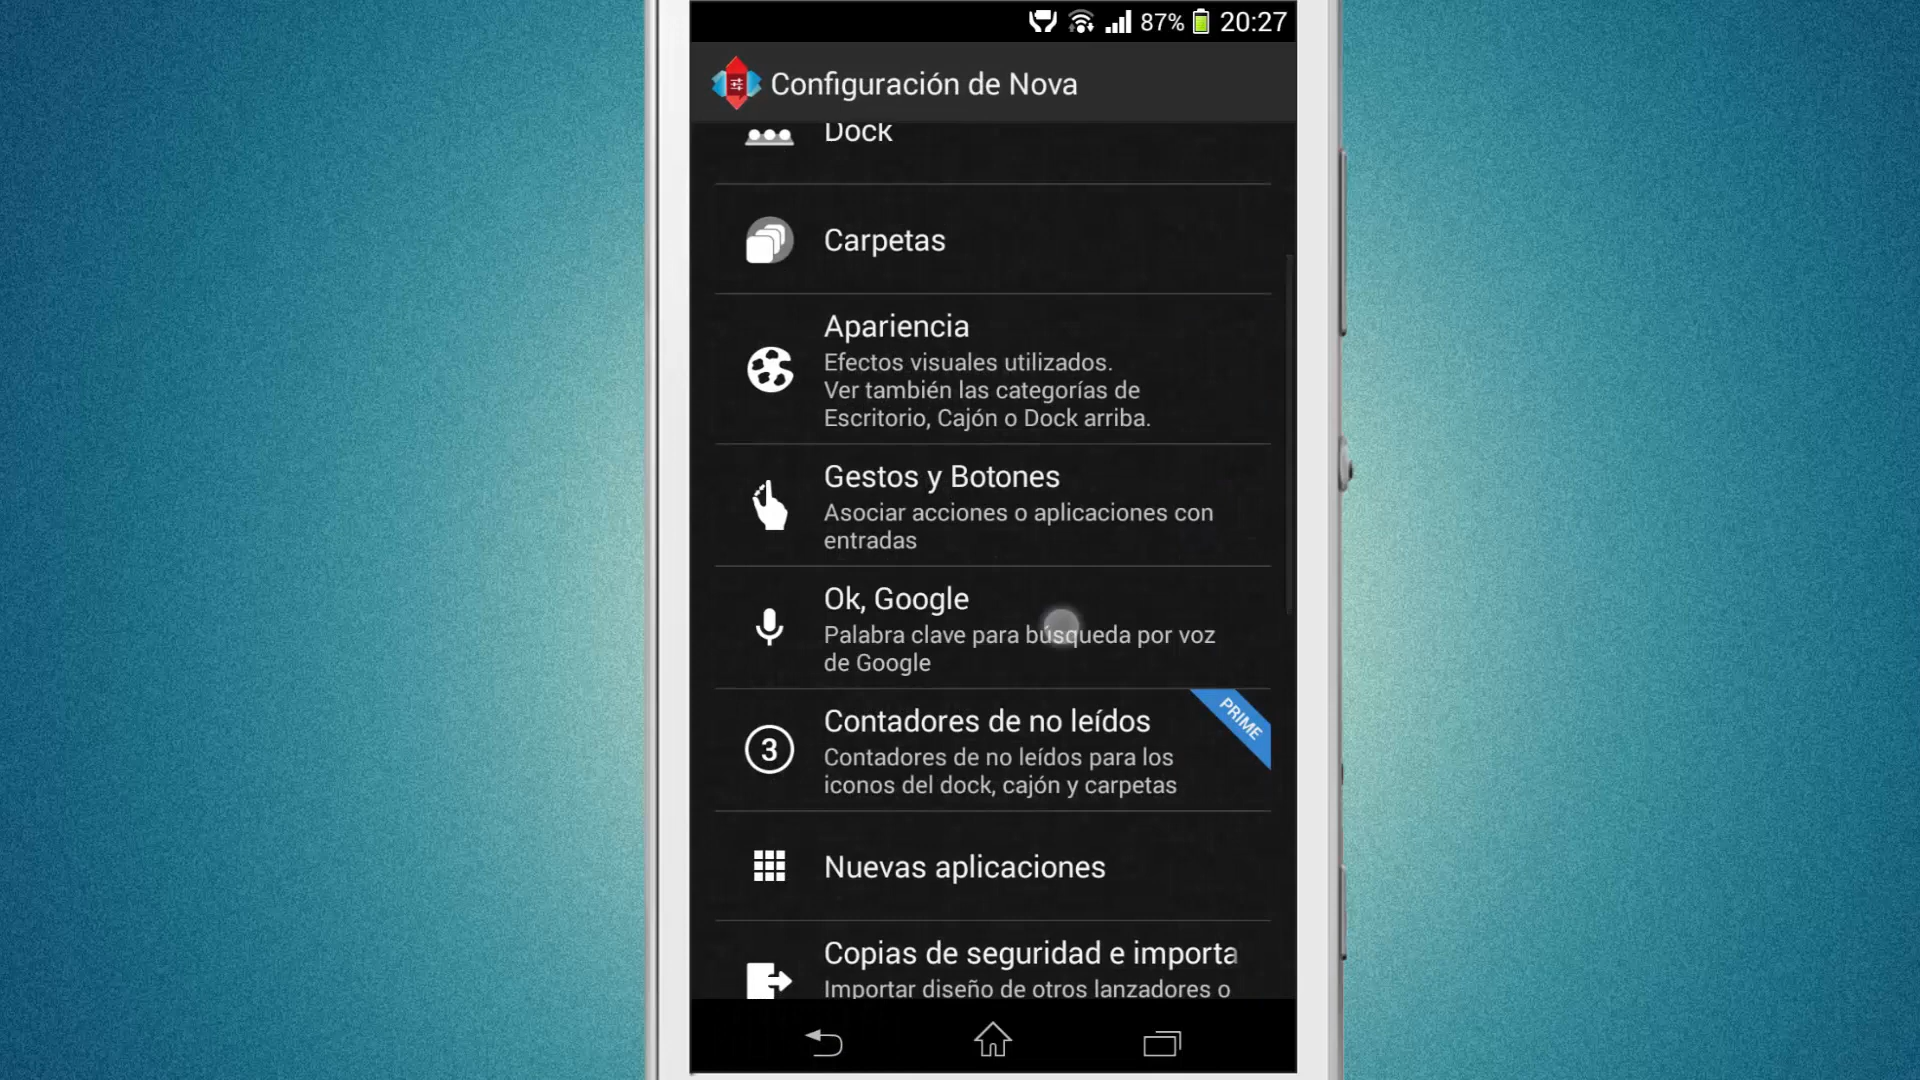 87% 20:27
Configuración de Nova
Dock
Carpetas
Apariencia
Efectos visuales utilizados.
Ver también las categorías de
Escritorio, Cajón o Dock arriba.
Gestos y Botones
Asociar acciones o aplicaciones con
entradas
Ok, Google
Palabra clave para búsqueda por voz
de Google
PRIME
Contadores de no leídos
3
Contadores de no leídos para los
iconos del dock, cajón y carpetas
Nuevas aplicaciones
Copias de seguridad e importa
Importar diseño de otros lanzadores o